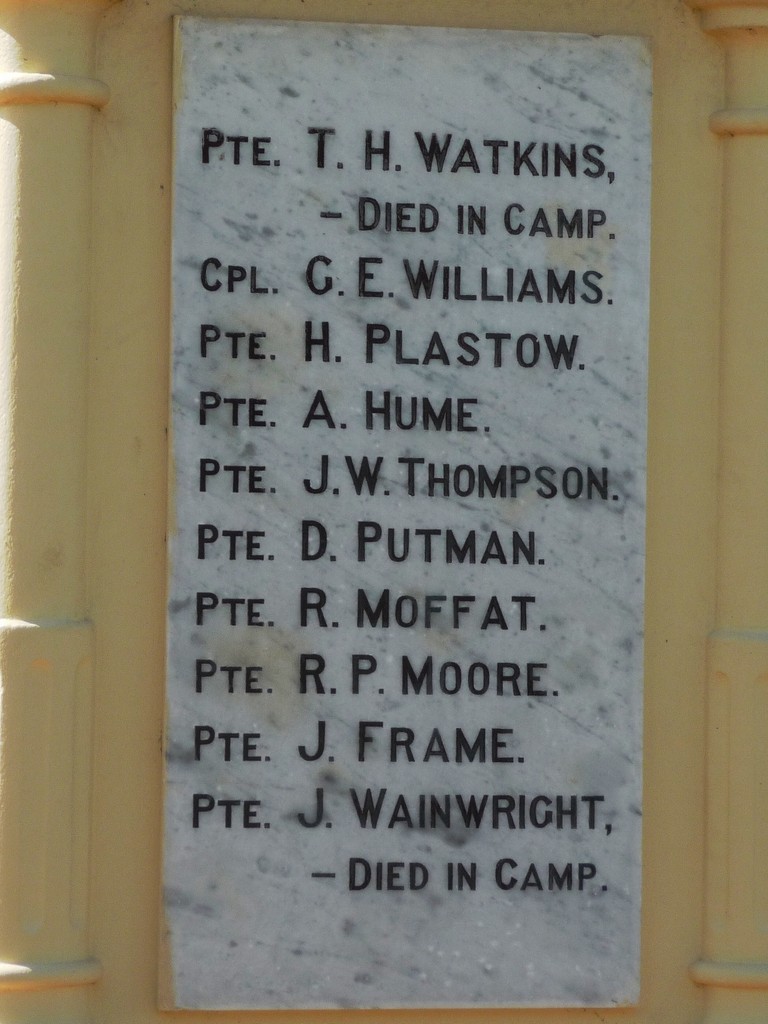 PTE. T. H. WATKINS,
– DIED IN CAMP.
CPL. G. E. WILLIAMS.
PTE. H. PLASTOW.
PTE. A. HUME.
PTE. J. W. THOMPSON.
PTE. D. PUTMAN.
PTE. R. MOFFAT.
PTE. R. P. MOORE.
PTE. J. FRAME.
PTE. J. WAINWRIGHT,
– DIED IN CAMP.